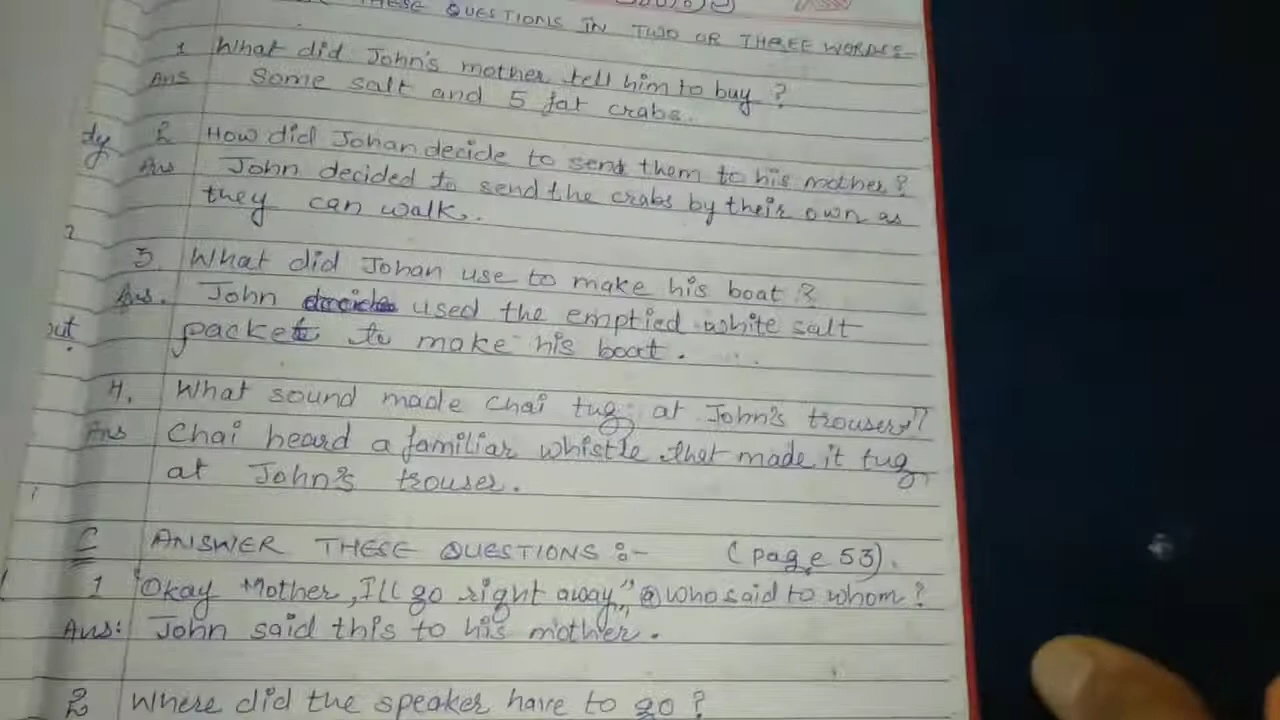 THESE QUESTIONS IN TWO OR THREE WORDS
1 What did John's mother tell him to buy ?
Ans Some salt and 5 fat crabs.
2 How did Johan decide to send them to his mother?
Ans John decided to send the crabs by their own as
they can walk.
3. What did Johan use to make his boat ?
Ans. John used the emptied white salt
packet to make his boat.
4. What sound made Chai tug at John's trouser?
Ans Chai heard a familiar whistle that made it tug
at John's trouser.
C ANSWER THESE QUESTIONS :- (page 53).
1 "Okay Mother, I'll go right away" @ who said to whom ?
Ans: John said this to his mother.
2 Where did the speaker have to go ?